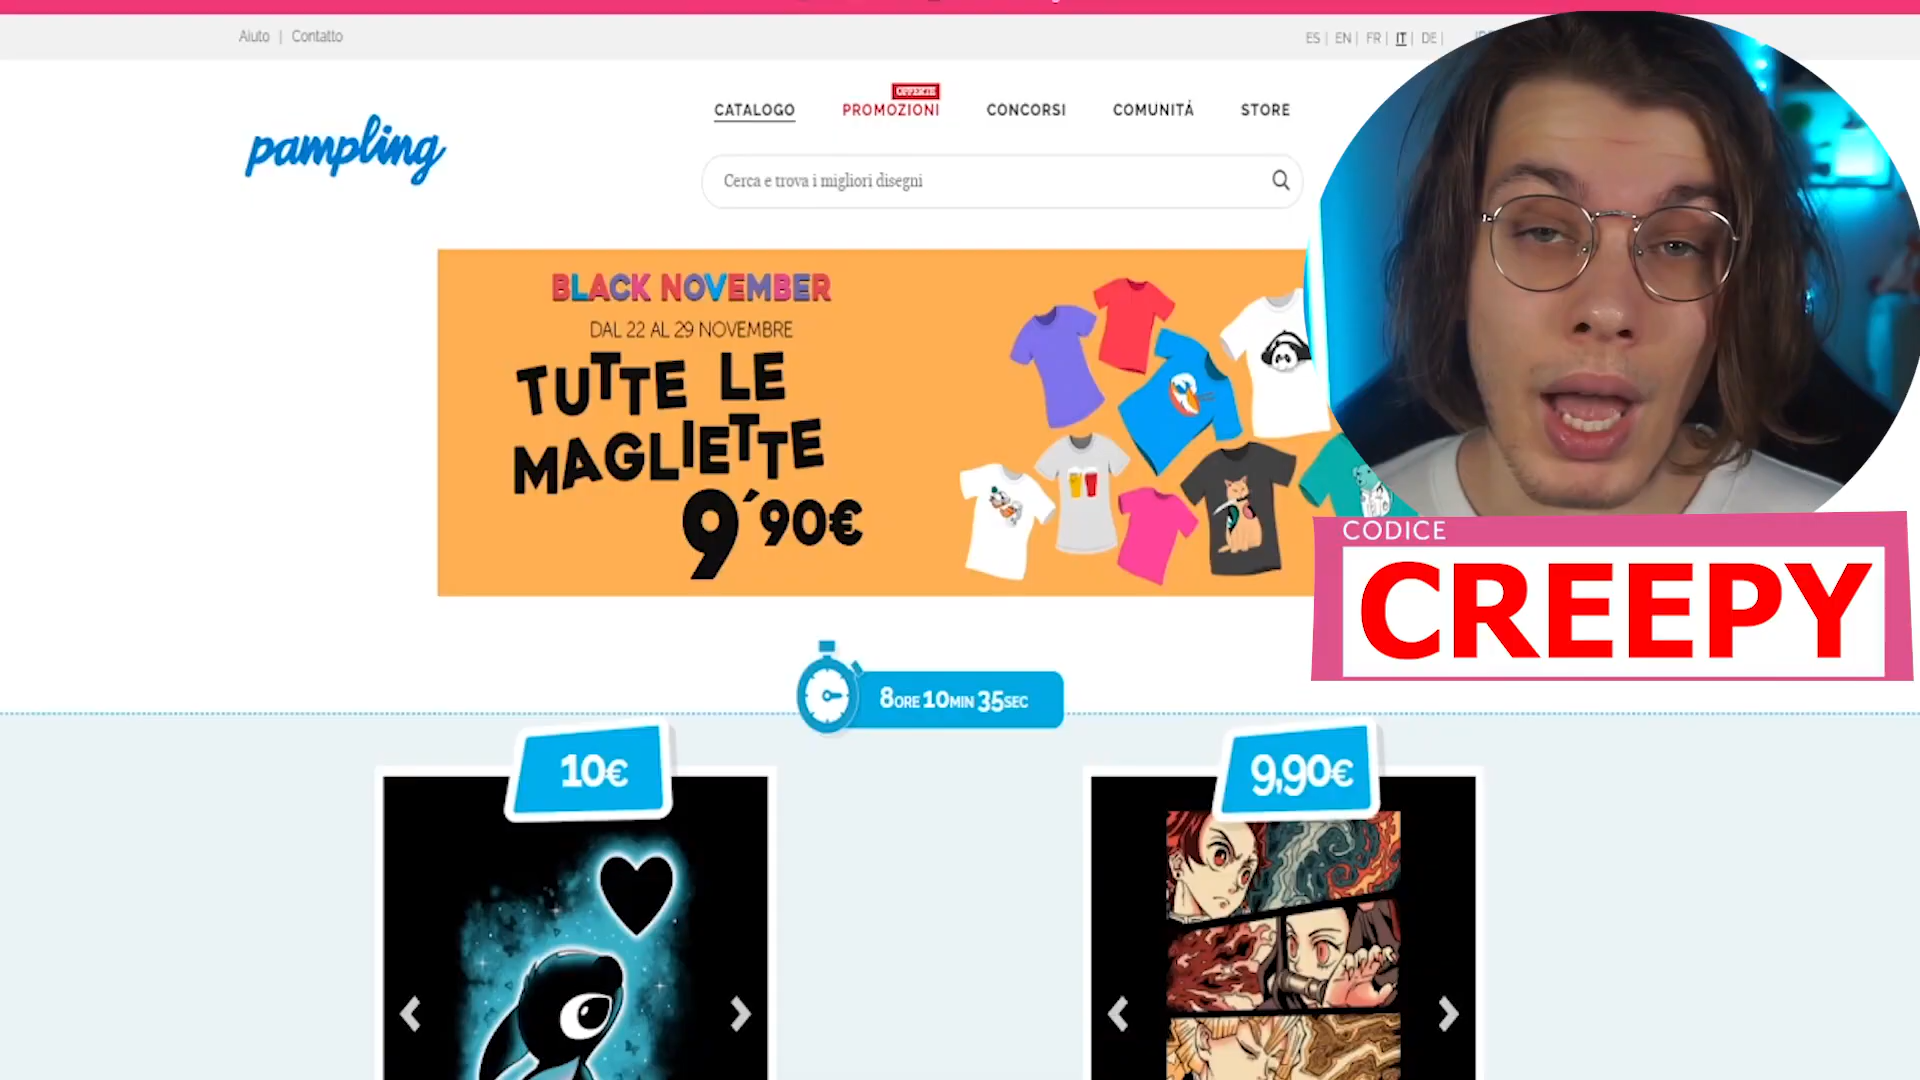 Aiuto | Contatto
ES | EN | FR | IT | DE |
pampling
OFFERTE
CATALOGO PROMOZIONI CONCORSI COMUNITÁ STORE
Cerca e trova i migliori disegni
BLACK NOVEMBER
DAL 22 AL 29 NOVEMBRE
TUTTE LE
MAGLIETTE
9´90€
CODICE
CREEPY
8ORE 10MIN 35SEC
10€
9,90€